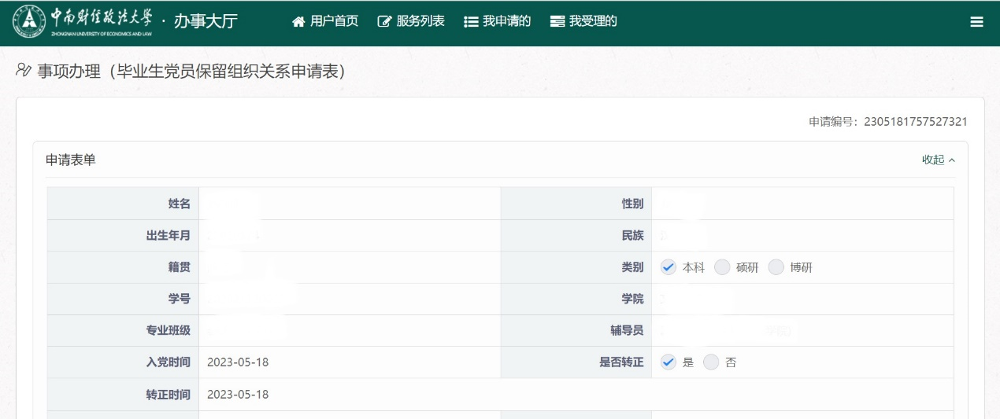 中南财经政法大学 · 办事大厅 用户首页 服务列表 我申请的 我受理的
ZHONGNAN UNIVERSITY OF ECONOMICS AND LAW
事项办理（毕业生党员保留组织关系申请表）
申请编号：2305181757527321
申请表单 收起
姓名 性别
出生年月 民族
籍贯 类别 本科 硕研 博研
学号 学院
专业班级 辅导员
入党时间 2023-05-18 是否转正 是 否
转正时间 2023-05-18